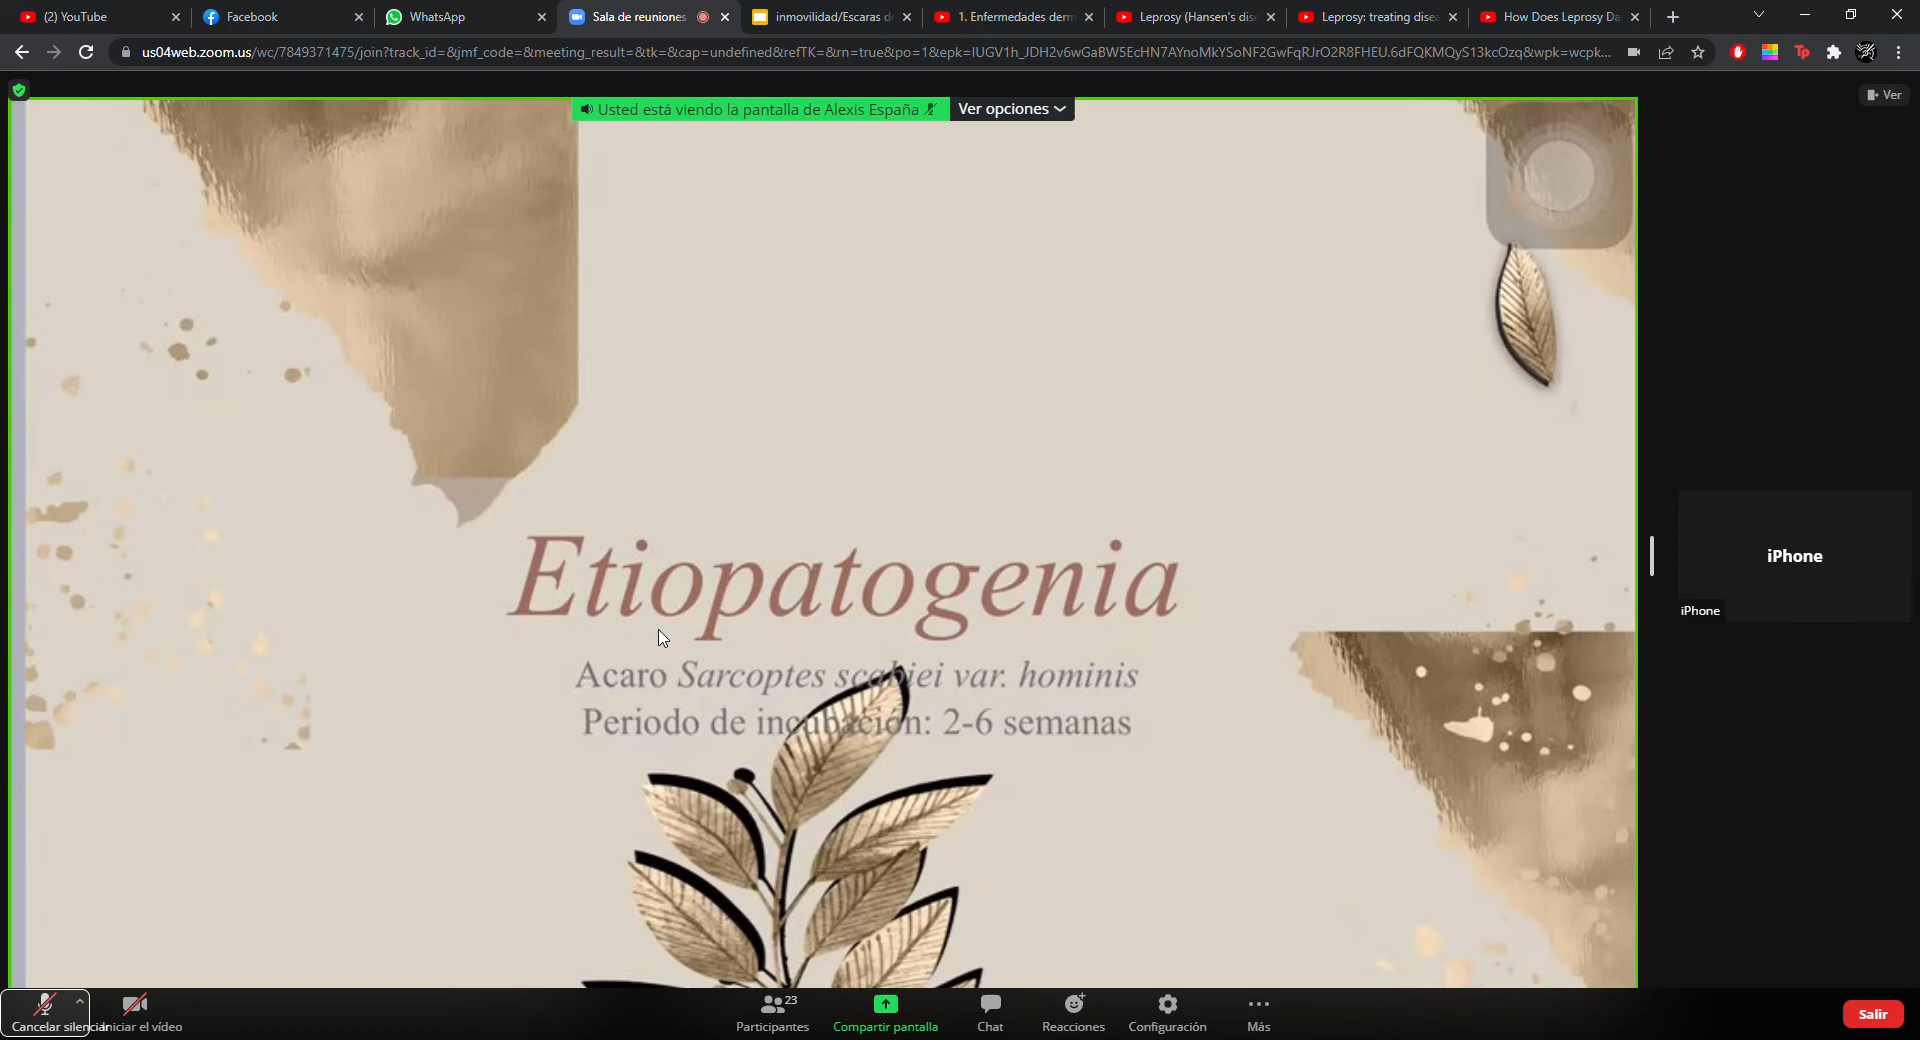 (2) YouTube
Facebook
WhatsApp
Sala de reuniones
inmovilidad/Escaras d
1. Enfermedades derm
Leprosy (Hansen's dis
Leprosy: treating disea
How Does Leprosy Da
us04web.zoom.us/wc/7849371475/join?track_id=&jmf_code=&meeting_result=&tk=&cap=undefined&refTK=&rn=true&po=1&epk=IUGV1h_JDH2v6wGaBW5EcHN7AYnoMkYSoNF2GwFqRJrO2R8FHEU.6dFQKMQyS13kcOzq&wpk=wcpk...
Usted está viendo la pantalla de Alexis España
Ver opciones
Ver
Etiopatogenia
Acaro Sarcoptes scabiei var. hominis
Periodo de incubación: 2-6 semanas
iPhone
iPhone
Cancelar silenciar
Iniciar el vídeo
Participantes
23
Compartir pantalla
Chat
Reacciones
Configuración
Más
Salir